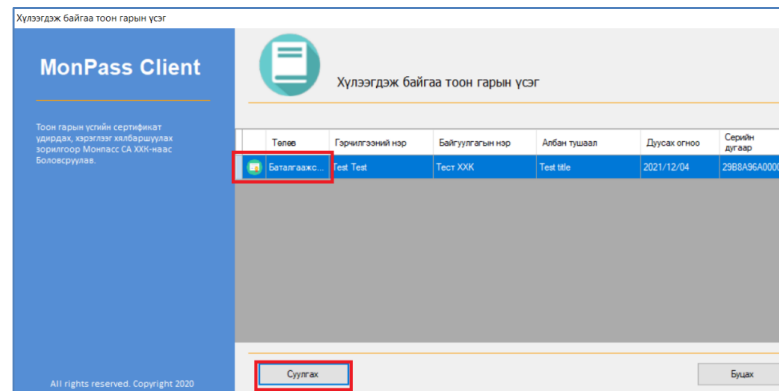 Хүлээгдэж байгаа тоон гарын үсэг
MonPass Client
Тоон гарын үсгийн сертификат
удирдах, хэрэглээг хялбаршуулах
зорилгоор Монпасс СА ХХК-наас
Боловсруулав.
All rights reserved. Copyright 2020
Хүлээгдэж байгаа тоон гарын үсэг
Төлөв Гэрчилгээний нэр Байгууллагын нэр Албан тушаал Дуусах огноо Серийн дугаар
Баталгаажс... Test Test Тест ХХК Test title 2021/12/04 29B8A96A0000
Суулгах
Буцах